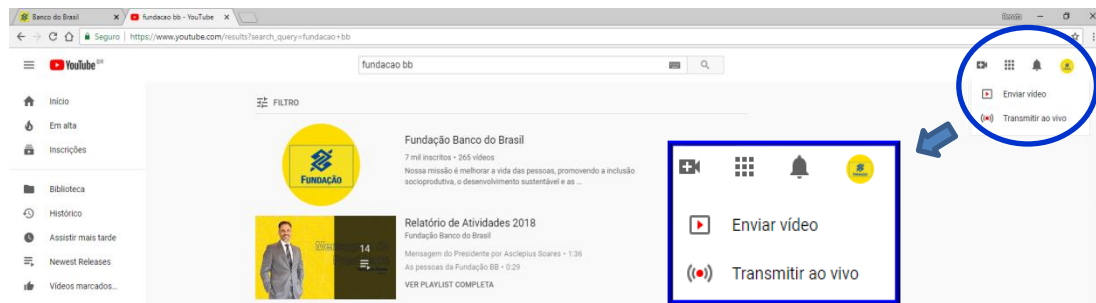 Banco do Brasil
fundacao bb - YouTube
Seguro | https://www.youtube.com/results?search_query=fundacao+bb
YouTube BR
fundacao bb
Início
Em alta
Inscrições
Biblioteca
Histórico
Assistir mais tarde
Newest Releases
Vídeos marcados...
FILTRO
FUNDAÇÃO
Fundação Banco do Brasil
7 mil inscritos • 265 vídeos
Nossa missão é melhorar a vida das pessoas, promovendo a inclusão
socioprodutiva, o desenvolvimento sustentável e as ...
14
Relatório de Atividades 2018
Fundação Banco do Brasil
Mensagem do Presidente por Asclepius Soares • 1:36
As pessoas da Fundação BB • 0:29
VER PLAYLIST COMPLETA
Enviar vídeo
Transmitir ao vivo
Enviar vídeo
Transmitir ao vivo